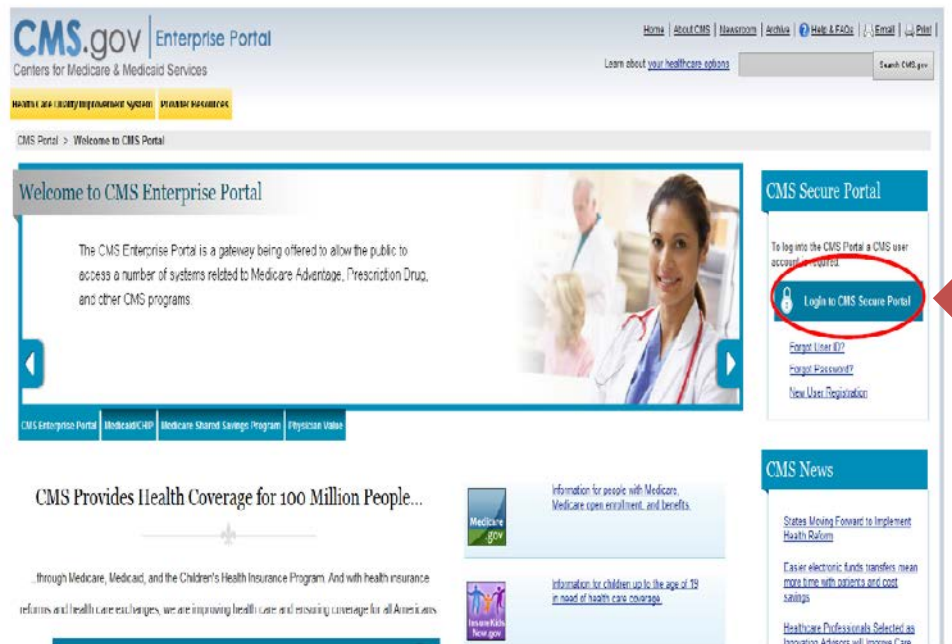 CMS.gov | Enterprise Portal
Centers for Medicare & Medicaid Services
Home | About CMS | Newsroom | Archive | Help & FAQs | Email | Print
Learn about your healthcare options
Search CMS.gov
Health Care Quality Improvement System
Provider Resources
CMS Portal > Welcome to CMS Portal
Welcome to CMS Enterprise Portal
The CMS Enterprise Portal is a gateway being offered to allow the public to
access a number of systems related to Medicare Advantage, Prescription Drug,
and other CMS programs.
CMS Enterprise Portal
Medicaid/CHIP
Medicare Shared Savings Program
Physician Value
CMS Secure Portal
To log into the CMS Portal a CMS user
account is required.
Login to CMS Secure Portal
Forgot User ID?
Forgot Password?
New User Registration
CMS Provides Health Coverage for 100 Million People...
...through Medicare, Medicaid, and the Children's Health Insurance Program. And with health insurance
reforms and health care exchanges, we are improving health care and ensuring coverage for all Americans
Medicare
.gov
Information for people with Medicare,
Medicare open enrollment, and benefits.
InsureKids
Now.gov
Information for children up to the age of 19
in need of health care coverage.
CMS News
States Moving Forward to Implement
Health Reform
Easier electronic funds transfers mean
more time with patients and cost
savings
Healthcare Professionals Selected as
Innovation Advisors will Improve Care